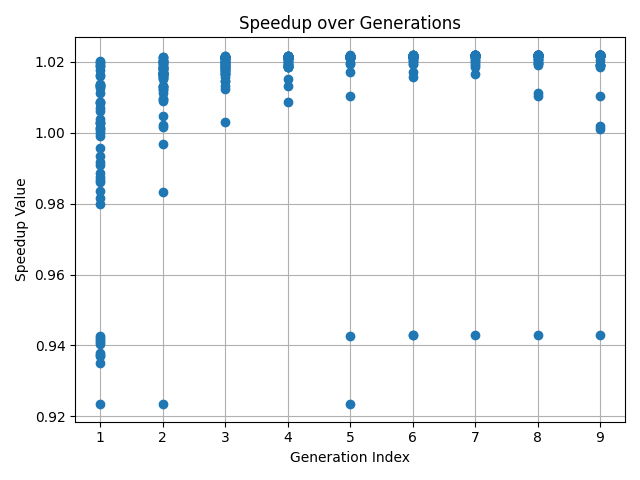 Speedup over Generations
1.02
1.00
0.98
0.96
0.94
0.92
Speedup Value
1 2 3 4 5 6 7 8 9
Generation Index